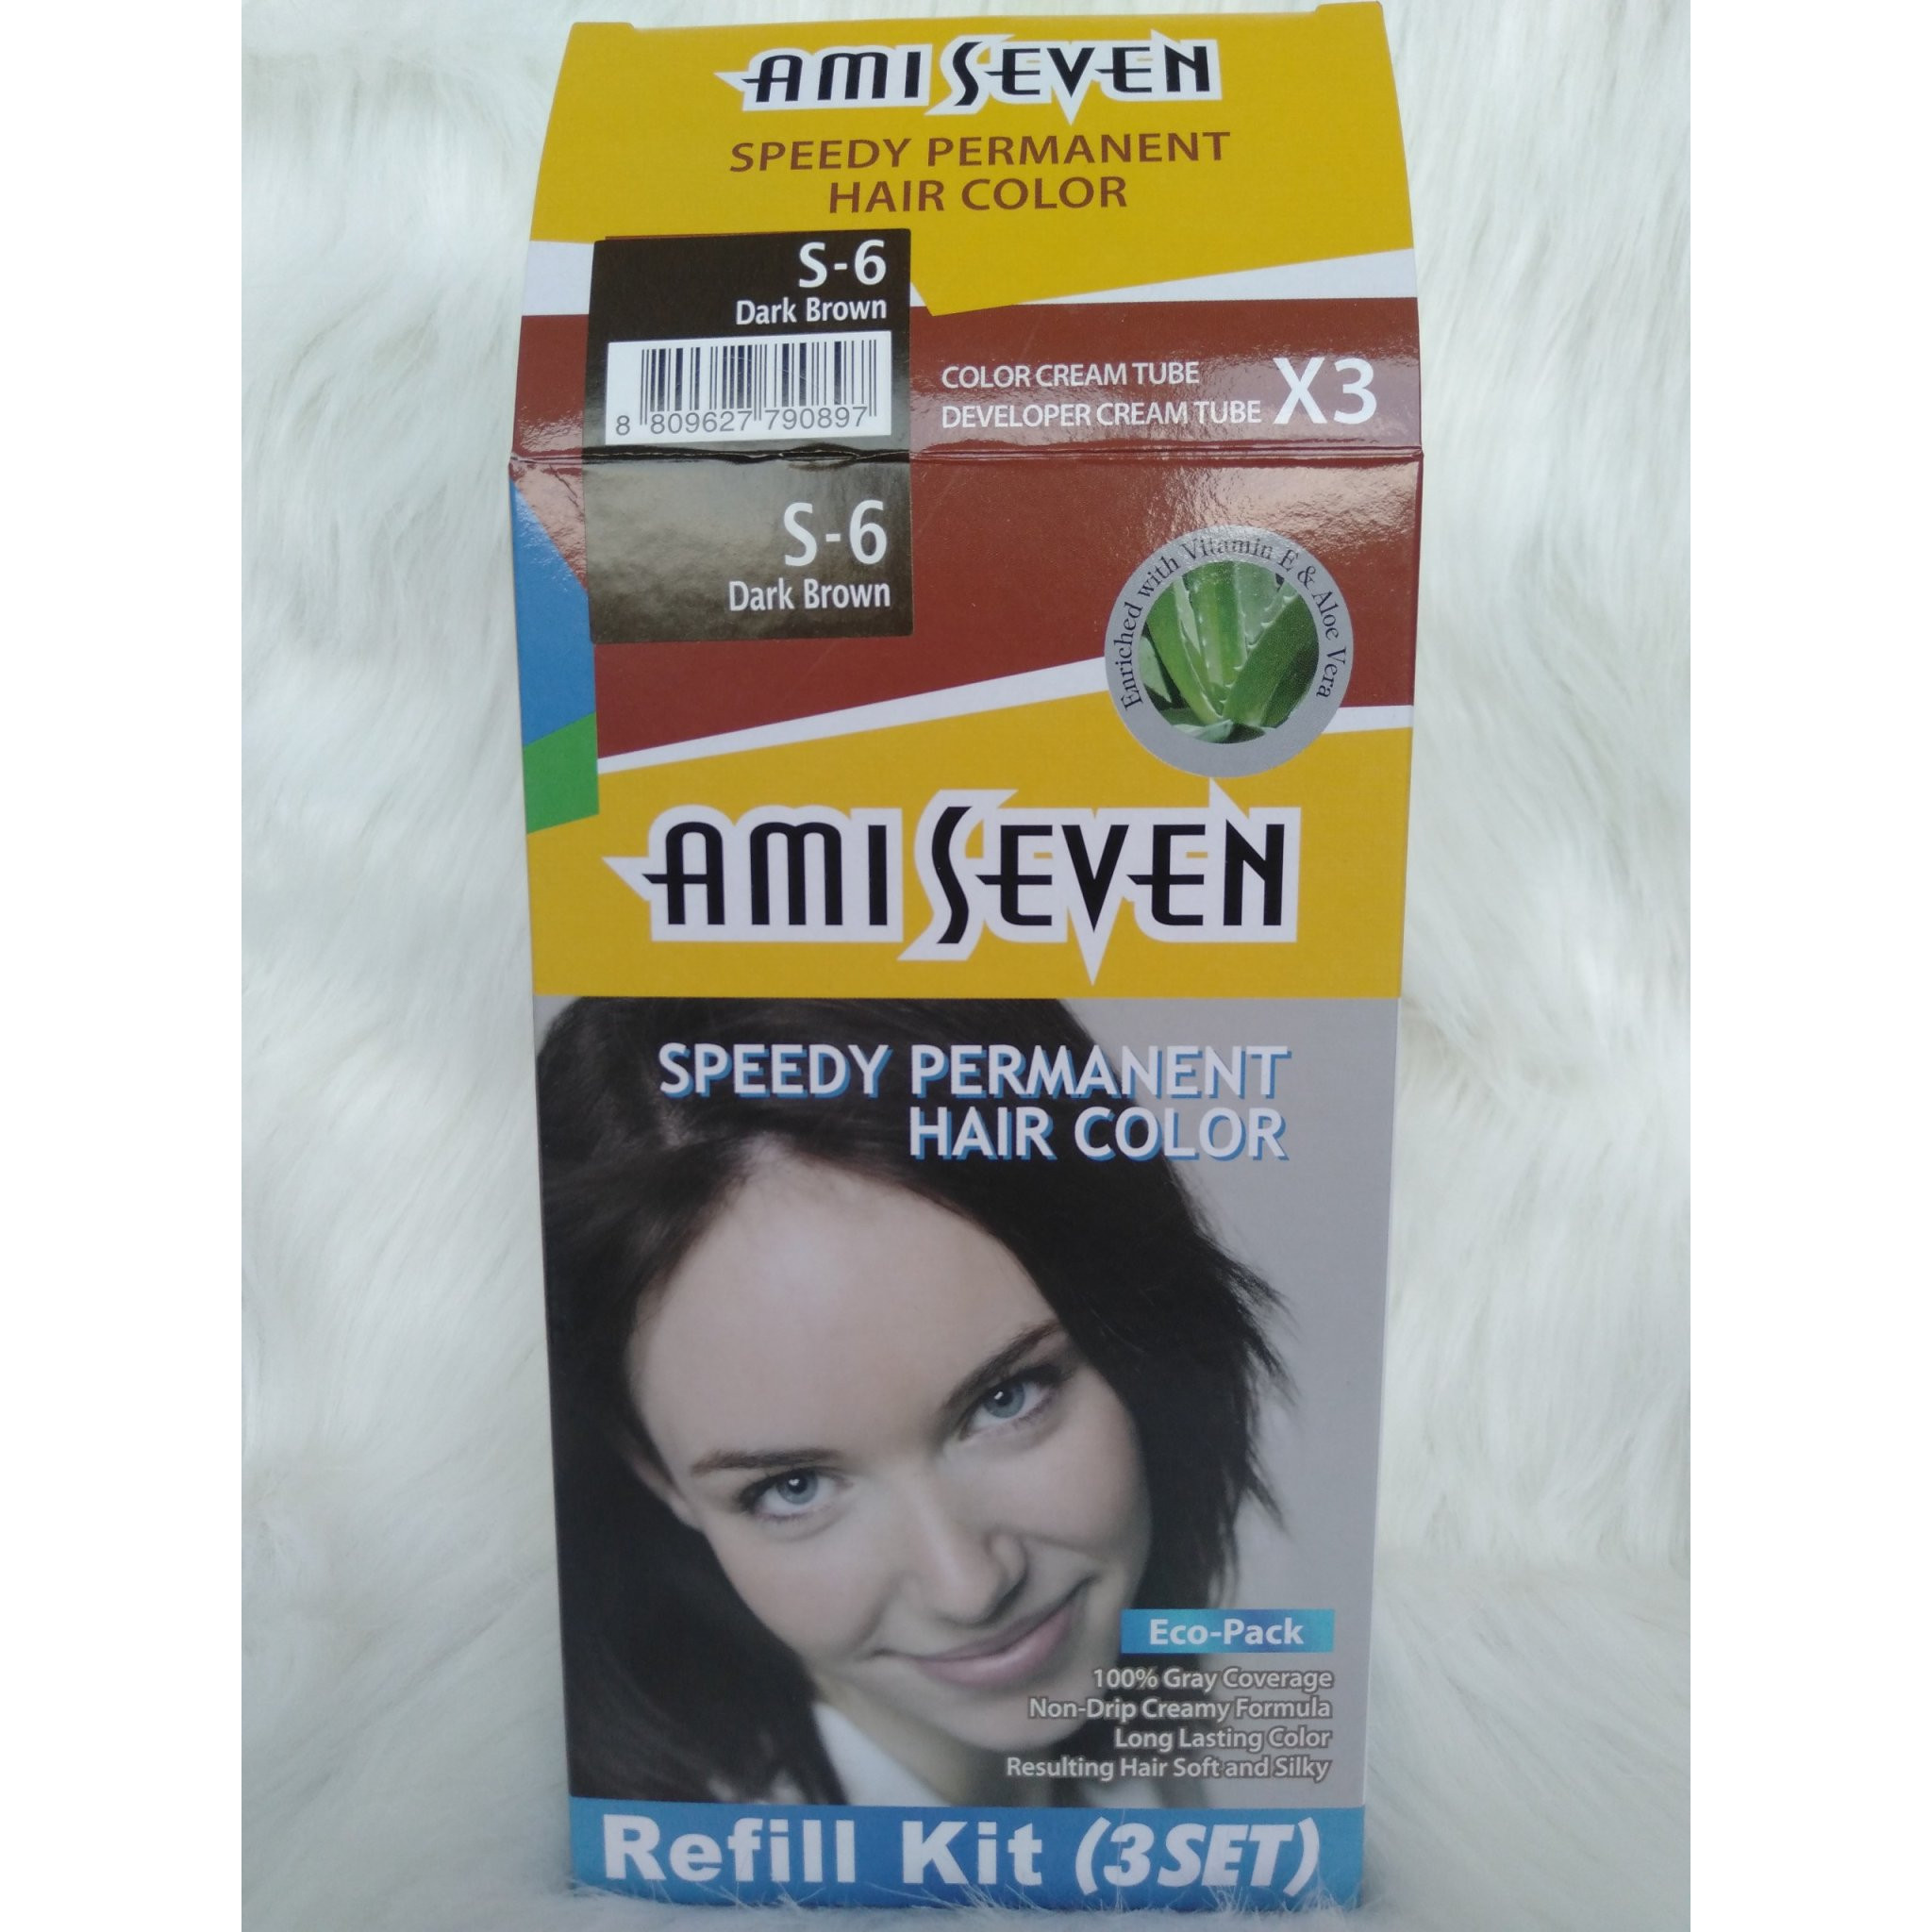 AMI SEVEN
SPEEDY PERMANENT
HAIR COLOR
S-6
Dark Brown
8 809627 790897
COLOR CREAM TUBE
DEVELOPER CREAM TUBE X3
S-6
Dark Brown
Enriched with Vitamin E & Aloe Vera
AMI SEVEN
SPEEDY PERMANENT
HAIR COLOR
Eco-Pack
100% Gray Coverage
Non-Drip Creamy Formula
Long Lasting Color
Resulting Hair Soft and Silky
Refill Kit (3SET)